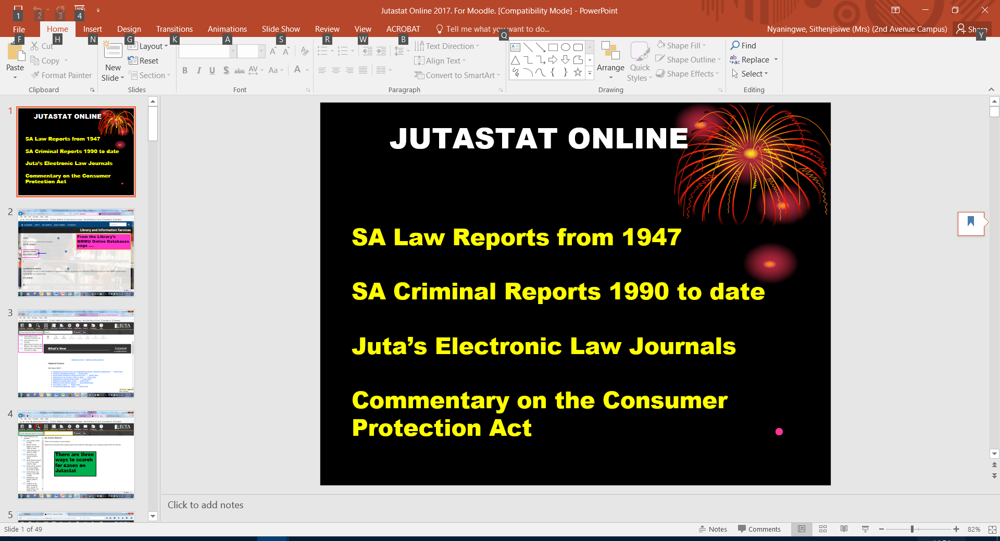 Jutastat Online 2017. For Moodle. [Compatibility Mode] - PowerPoint
1 2 3 4
File Home Insert Design Transitions Animations Slide Show Review View ACROBAT Tell me what you want to do...
Nyaningwe, Sithenjisiwe (Mrs) (2nd Avenue Campus) Share
F H N G K A S R W B Q Y
Paste
Cut
Copy
Format Painter
Clipboard
New
Slide
Layout
Reset
Section
Slides
B I U S abc AV Aa A
Font
Text Direction
Align Text
Convert to SmartArt
Paragraph
Arrange
Quick
Styles
Shape Fill
Shape Outline
Shape Effects
Drawing
Find
Replace
Select
Editing
1
JUTASTAT ONLINE
SA Law Reports from 1947
SA Criminal Reports 1990 to date
Juta's Electronic Law Journals
Commentary on the Consumer
Protection Act
2
Library and Information Services
From the Library's
NMMU Online Databases
page ....
3
JUTA
What's New
Jutastat
Updated Content
4
JUTA
No Active Search
There are three
ways to search
for cases on
Jutastat
5
JUTASTAT ONLINE
SA Law Reports from 1947
SA Criminal Reports 1990 to date
Juta’s Electronic Law Journals
Commentary on the Consumer
Protection Act
Click to add notes
Slide 1 of 49
Notes
Comments
82%